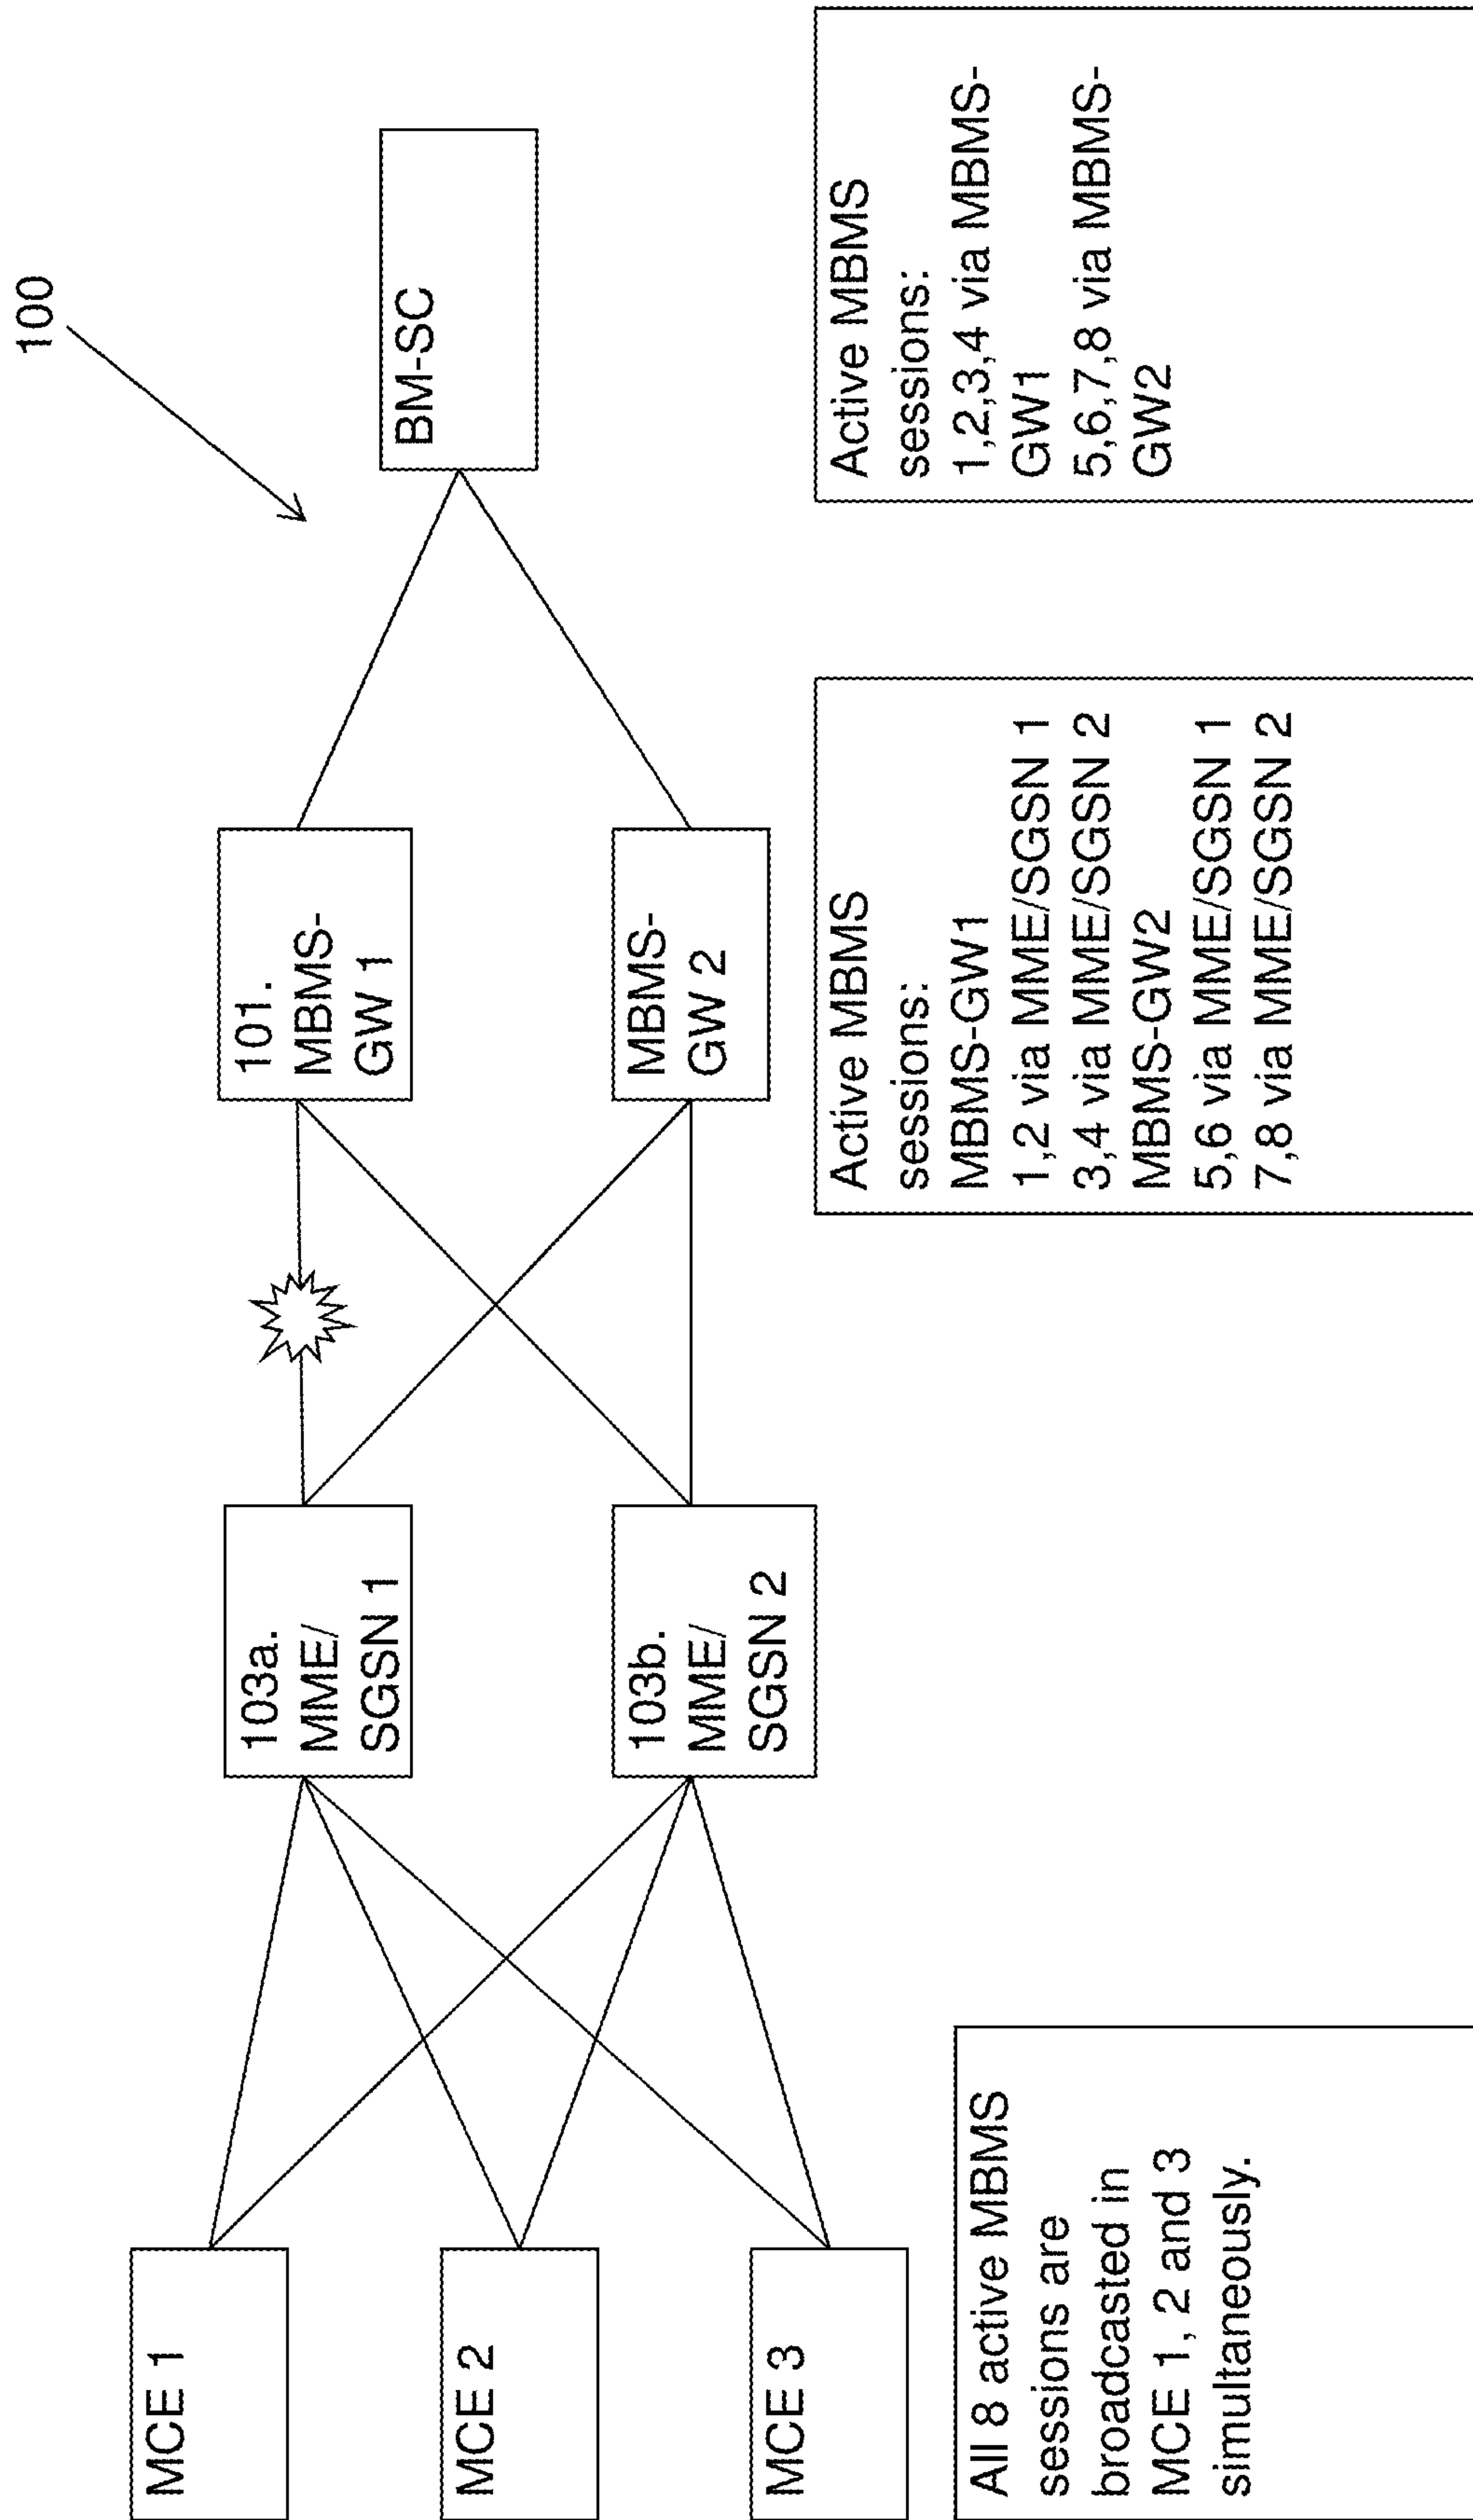 100
MCE 1
MCE 2
MCE 3
103a.
MME/
SGSN 1
103b.
MME/
SGSN 2
101.
MBMS-
GW 1
MBMS-
GW 2
BM-SC
All 8 active MBMS
sessions are
broadcasted in
MCE 1, 2 and 3
simultaneously.
Active MBMS
sessions:
MBMS-GW1
1,2 via MME/SGSN 1
3,4 via MME/SGSN 2
MBMS-GW2
5,6 via MME/SGSN 1
7,8 via MME/SGSN 2
Active MBMS
sessions:
1,2,3,4 via MBMS-
GW1
5,6,7,8 via MBMS-
GW2